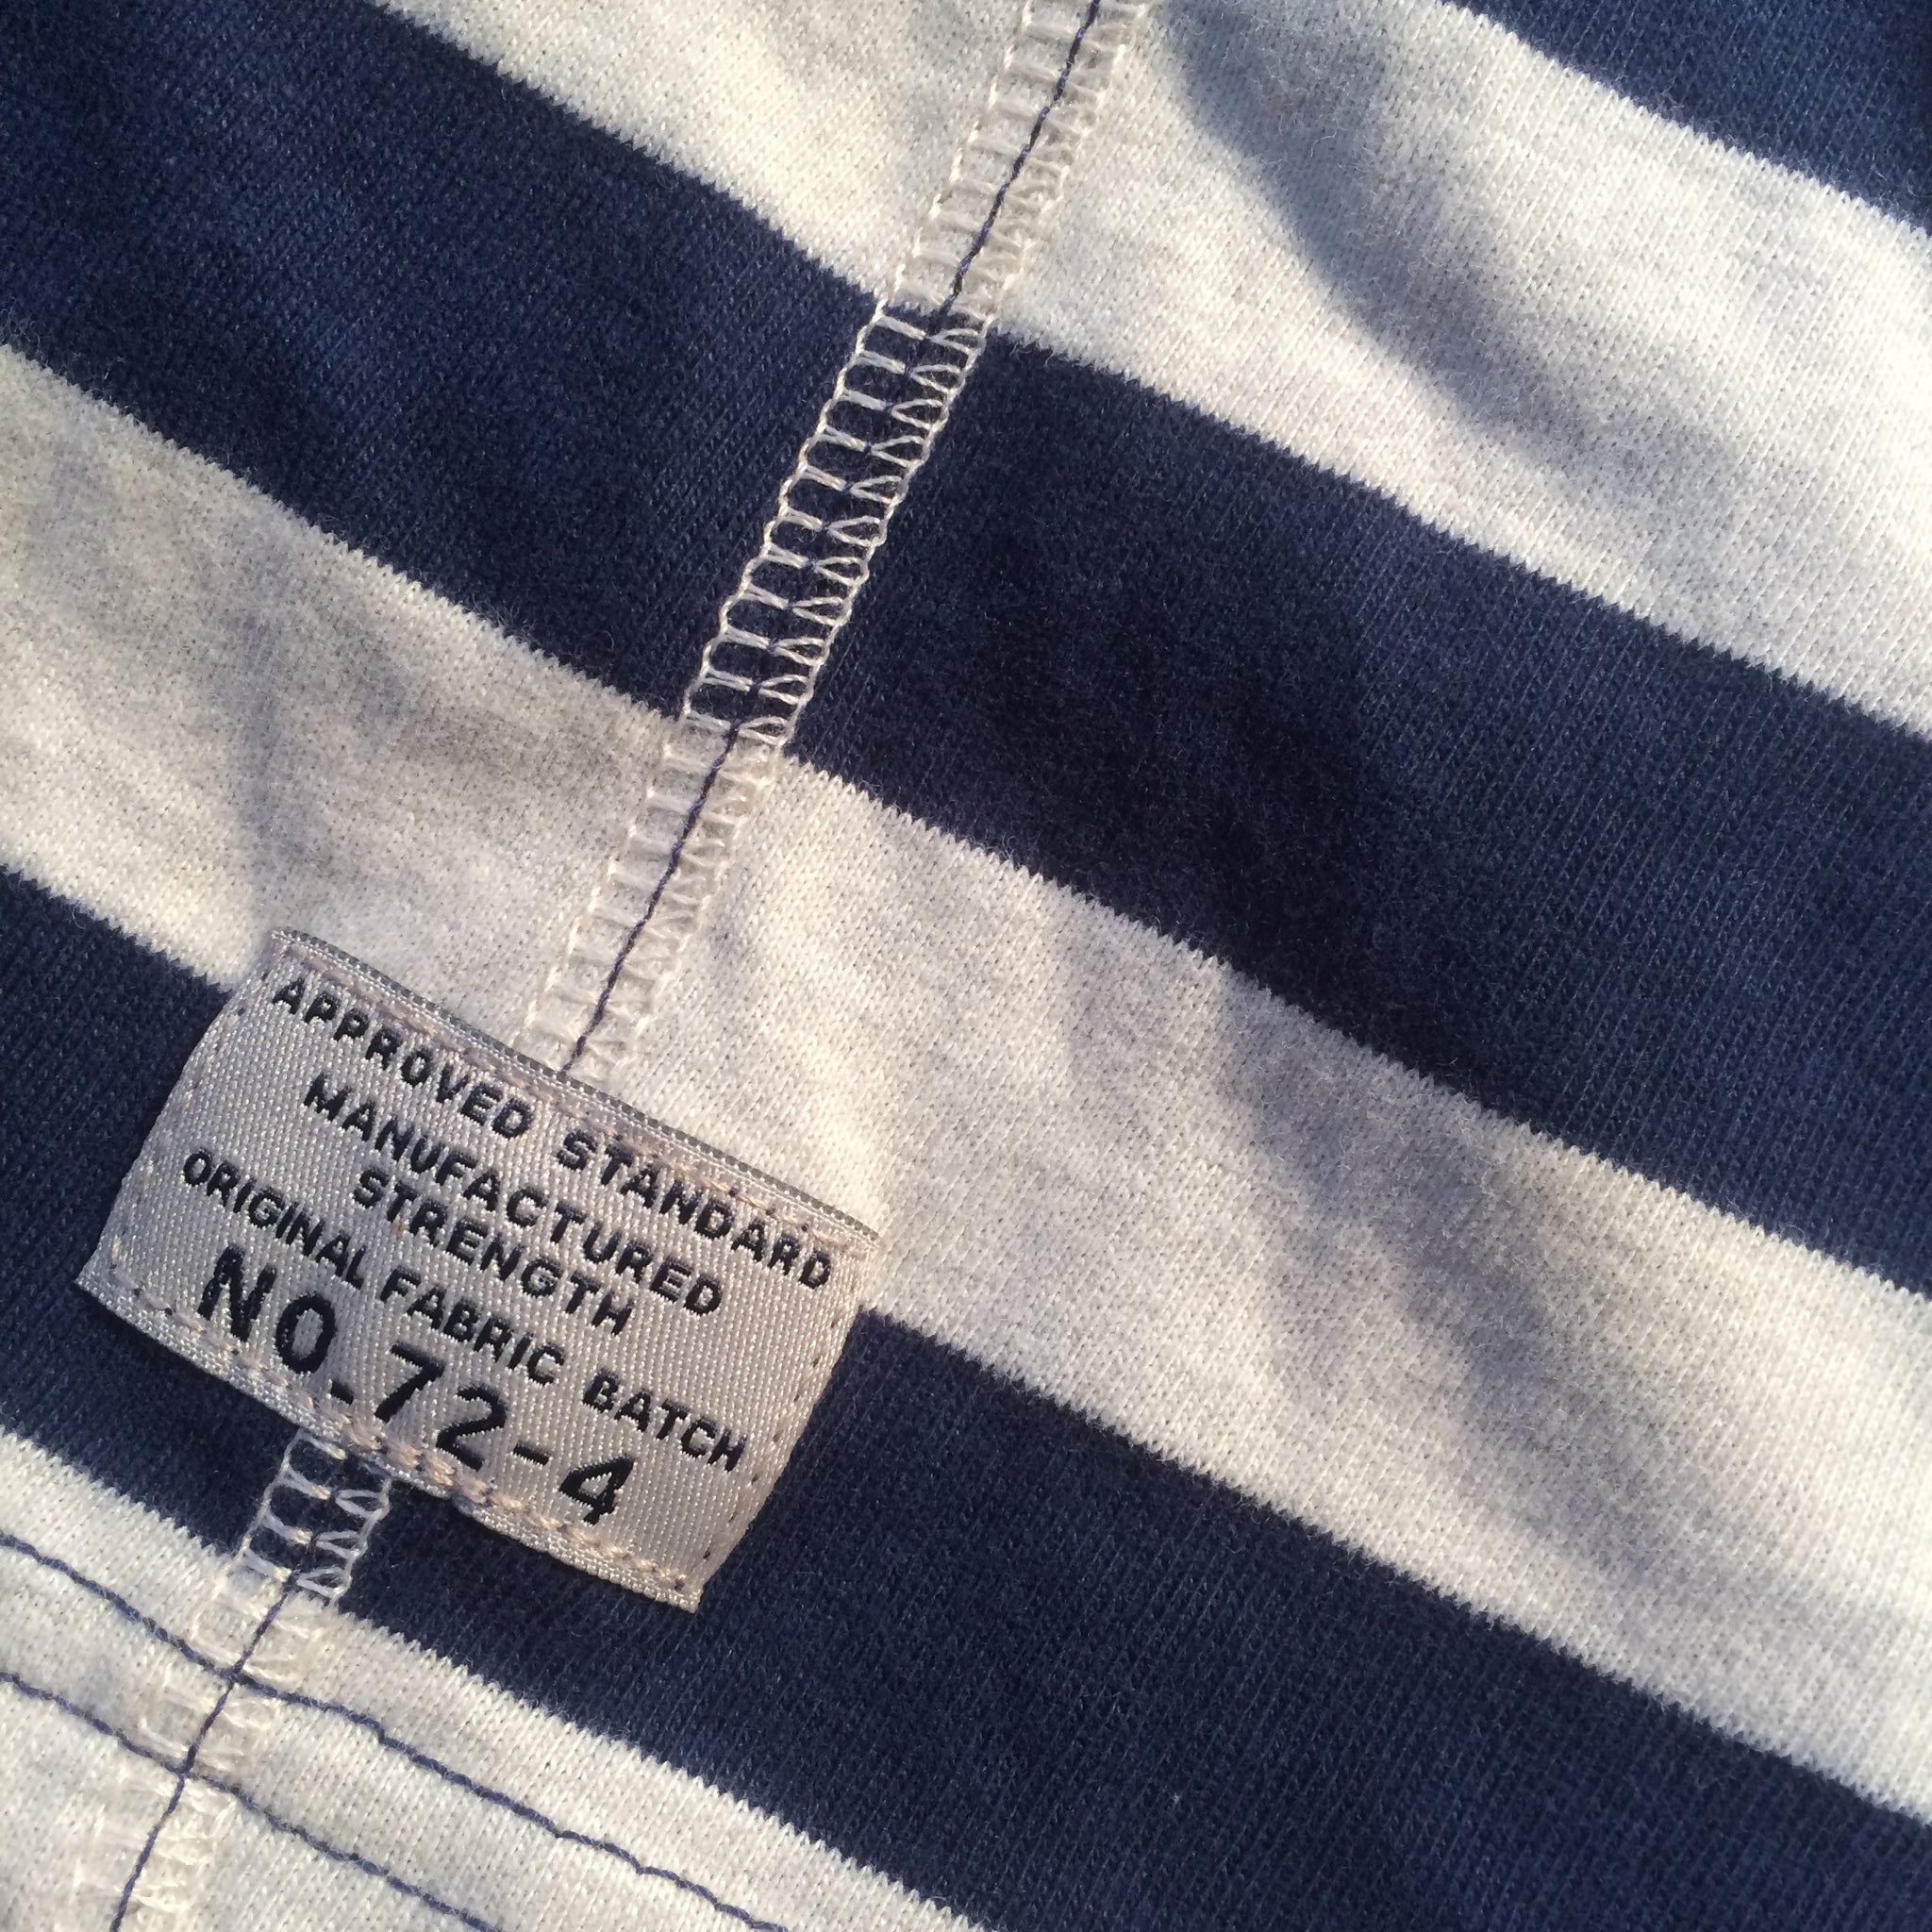 APPROVED STANDARD
MANUFACTURED
STRENGTH
ORIGINAL FABRIC BATCH
NO.72-4